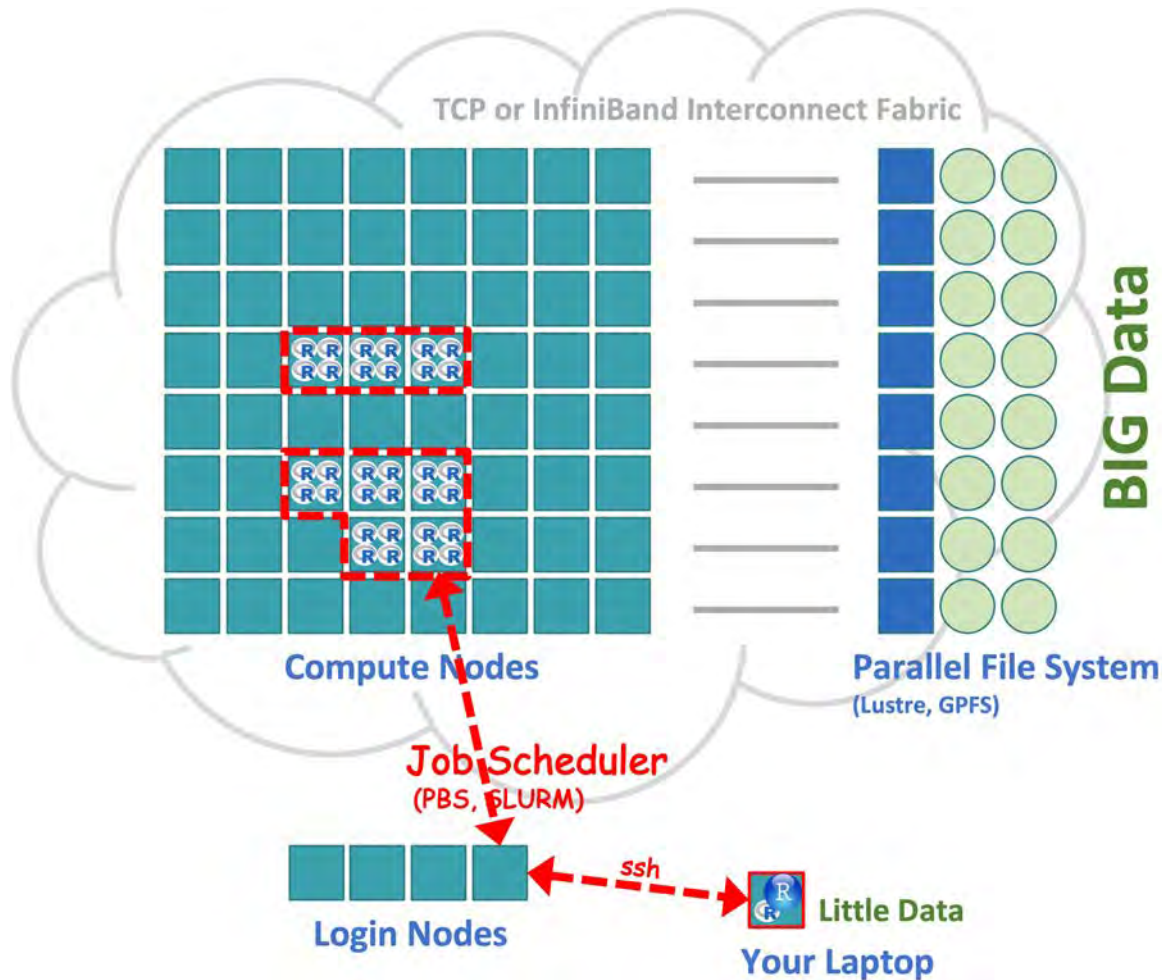 TCP or InfiniBand Interconnect Fabric
BIG Data
R R R R R R
R R R R R R
R R R R R R
R R R R R R
R R R R
R R R R
Compute Nodes
Parallel File System
(Lustre, GPFS)
Job Scheduler
(PBS, SLURM)
ssh
R
R
Little Data
Login Nodes
Your Laptop